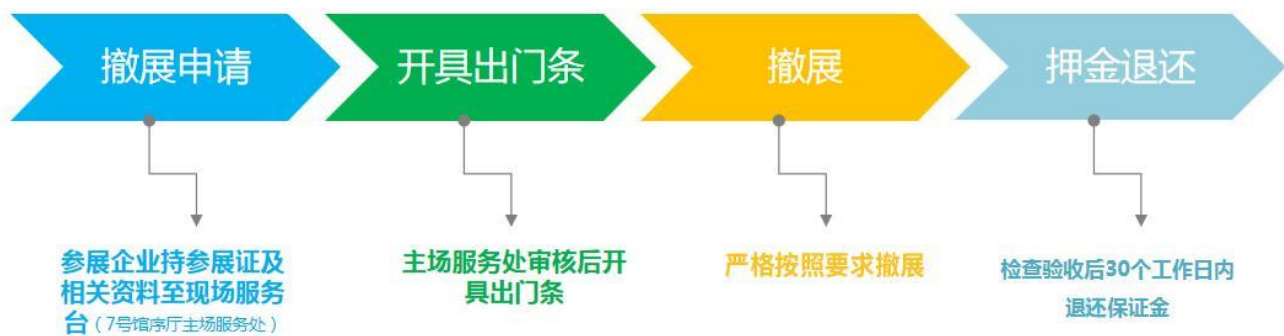 撤展申请
开具出门条
撤展
押金退还
参展企业持参展证及
相关资料至现场服务
台（7号馆序厅主场服务处）
主场服务处审核后开
具出门条
严格按照要求撤展
检查验收后30个工作日内
退还保证金